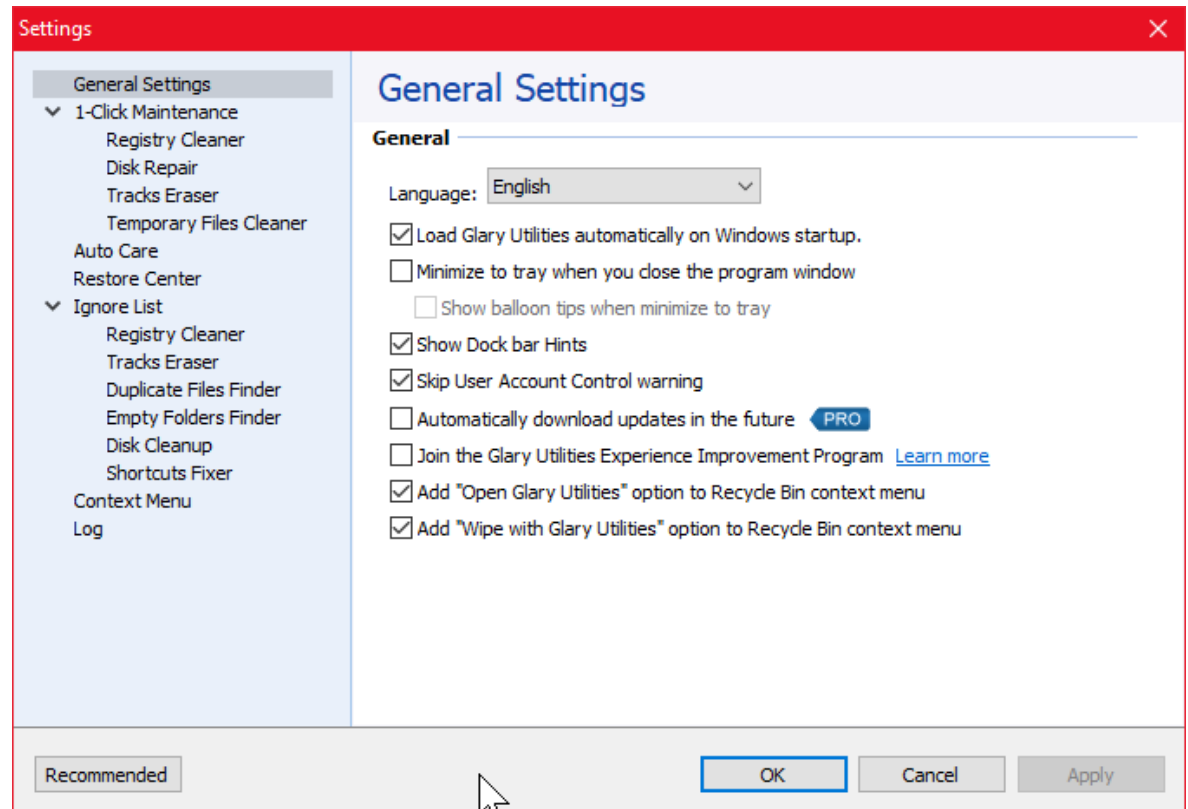 Settings
General Settings
1-Click Maintenance
Registry Cleaner
Disk Repair
Tracks Eraser
Temporary Files Cleaner
Auto Care
Restore Center
Ignore List
Registry Cleaner
Tracks Eraser
Duplicate Files Finder
Empty Folders Finder
Disk Cleanup
Shortcuts Fixer
Context Menu
Log
General Settings
General
Language: English
Load Glary Utilities automatically on Windows startup.
Minimize to tray when you close the program window
Show balloon tips when minimize to tray
Show Dock bar Hints
Skip User Account Control warning
Automatically download updates in the future PRO
Join the Glary Utilities Experience Improvement Program Learn more
Add "Open Glary Utilities" option to Recycle Bin context menu
Add "Wipe with Glary Utilities" option to Recycle Bin context menu
Recommended OK Cancel Apply